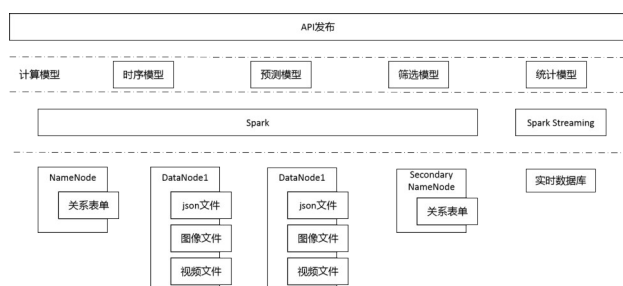 API发布
计算模型 时序模型 预测模型 筛选模型 统计模型
Spark Spark Streaming
NameNode DataNode1 DataNode1 Secondary NameNode 实时数据库
关系表单 json文件 json文件 关系表单
图像文件 图像文件
视频文件 视频文件